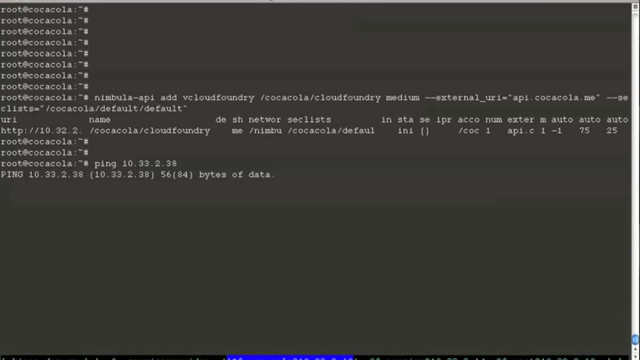 root@cocacola:~#
root@cocacola:~#
root@cocacola:~#
root@cocacola:~#
root@cocacola:~#
root@cocacola:~#
root@cocacola:~#
root@cocacola:~#
root@cocacola:~# nimbula-api add vcloudfoundry /cocacola/cloudfoundry medium --external_uri="api.cocacola.me" --se
clists="/cocacola/default/default"
uri name de sh networ seclists in sta se ipr acco num exter m auto auto auto
http://10.32.2. /cocacola/cloudfoundry me /nimbu /cocacola/defaul ini {} /coc 1 api.c 1 -1 75 25
root@cocacola:~#
root@cocacola:~#
root@cocacola:~# ping 10.33.2.38
PING 10.33.2.38 (10.33.2.38) 56(84) bytes of data.